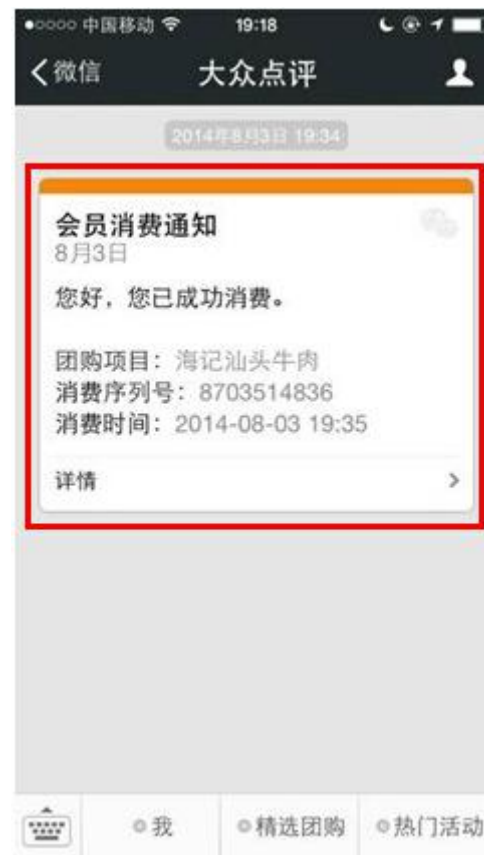 中国移动 19:18
微信 大众点评
2014年8月3日 19:34
会员消费通知
8月3日
您好，您已成功消费。
团购项目：海记汕头牛肉
消费序列号：8703514836
消费时间：2014-08-03 19:35
详情
我 精选团购 热门活动